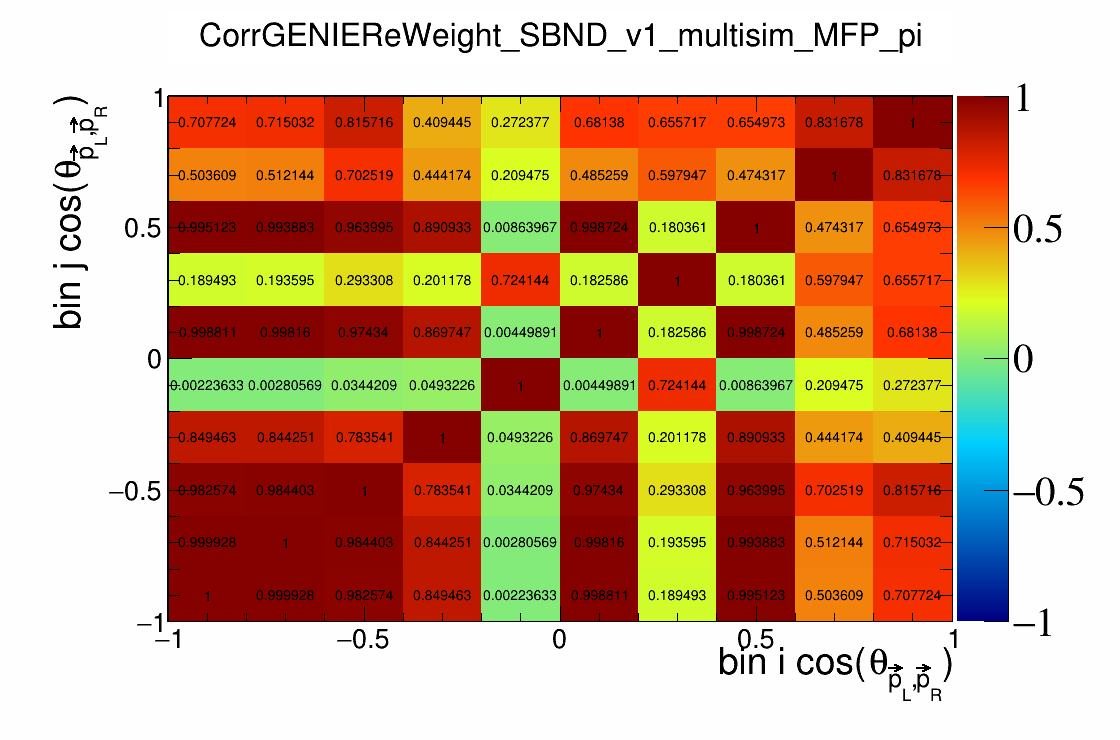 CorrGENIEReWeight_SBND_v1_multisim_MFP_pi
bin j cos(θ p⃗L,p⃗R)
1 0.707724 0.715032 0.815716 0.409445 0.272377 0.68138 0.655717 0.654973 0.831678 1 1
0.503609 0.512144 0.702519 0.444174 0.209475 0.485259 0.597947 0.474317 1 0.831678
0.5 0.995123 0.993883 0.963995 0.890933 0.00863967 0.998724 0.180361 1 0.474317 0.654973 0.5
0.189493 0.193595 0.293308 0.201178 0.724144 0.182586 1 0.180361 0.597947 0.655717
0.998811 0.99816 0.97434 0.869747 0.00449891 1 0.182586 0.998724 0.485259 0.68138
0 0
0.00223633 0.00280569 0.0344209 0.0493226 1 0.00449891 0.724144 0.00863967 0.209475 0.272377
0.849463 0.844251 0.783541 1 0.0493226 0.869747 0.201178 0.890933 0.444174 0.409445
−0.5 0.982574 0.984403 1 0.783541 0.0344209 0.97434 0.293308 0.963995 0.702519 0.815716 −0.5
0.999928 1 0.984403 0.844251 0.00280569 0.99816 0.193595 0.993883 0.512144 0.715032
1 0.999928 0.982574 0.849463 0.00223633 0.998811 0.189493 0.995123 0.503609 0.707724
−1 −1
−1 −0.5 0 0.5 1
bin i cos(θ p⃗L,p⃗R)